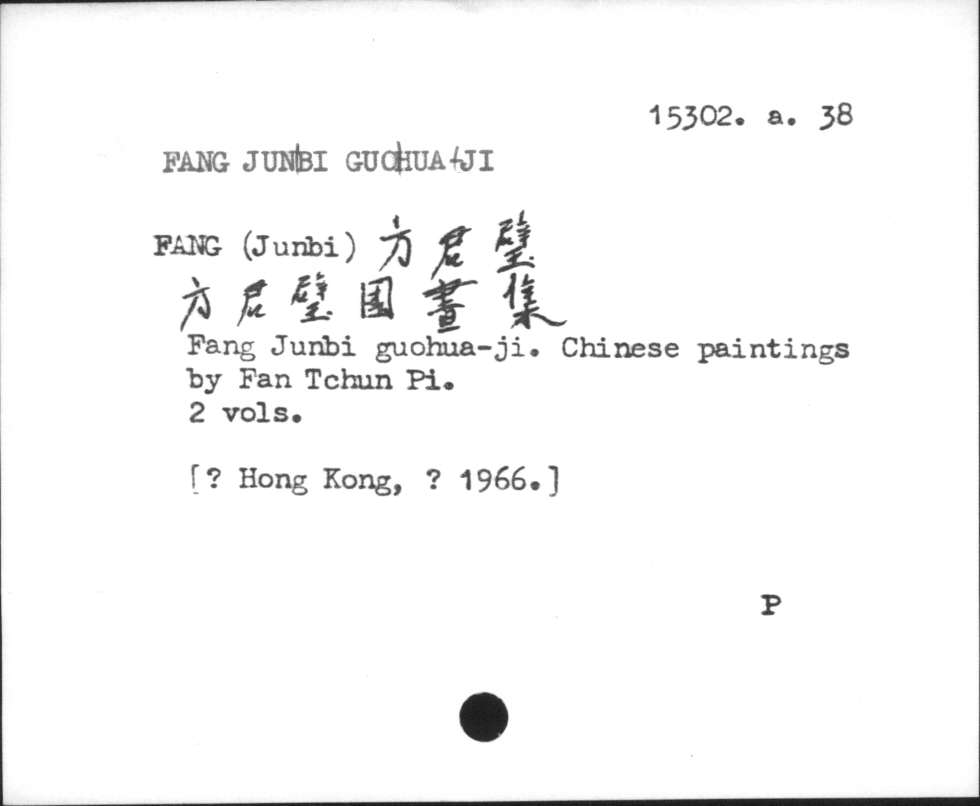 15302. a. 38
FANG JUNBI GUOHUA-JI
FANG (Junbi) 方君璧
方君璧国畫集
Fang Junbi guohua-ji. Chinese paintings
by Fan Tchun Pi.
2 vols.
[? Hong Kong, ? 1966.]
P